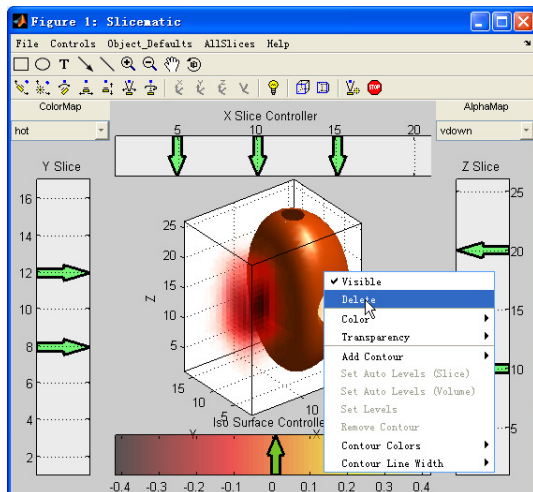 Figure 1: Slicematic
File Controls Object_Defaults AllSlices Help
T
ColorMap
hot
X Slice Controller
5 10 15 20
AlphaMap
vdown
Y Slice
16
14
12
10
8
6
4
2
Z Slice
25
20
15
10
5
25
20
15
10
5
Z
15
10
5
10
Y
X
Visible
Delete
Color
Transparency
Add Contour
Set Auto Levels (Slice)
Set Auto Levels (Volume)
Set Levels
Remove Contour
Contour Colors
Contour Line Width
Iso Surface Controller
-0.4 -0.3 -0.2 -0.1 0 0.1 0.2 0.3 0.4
STOP